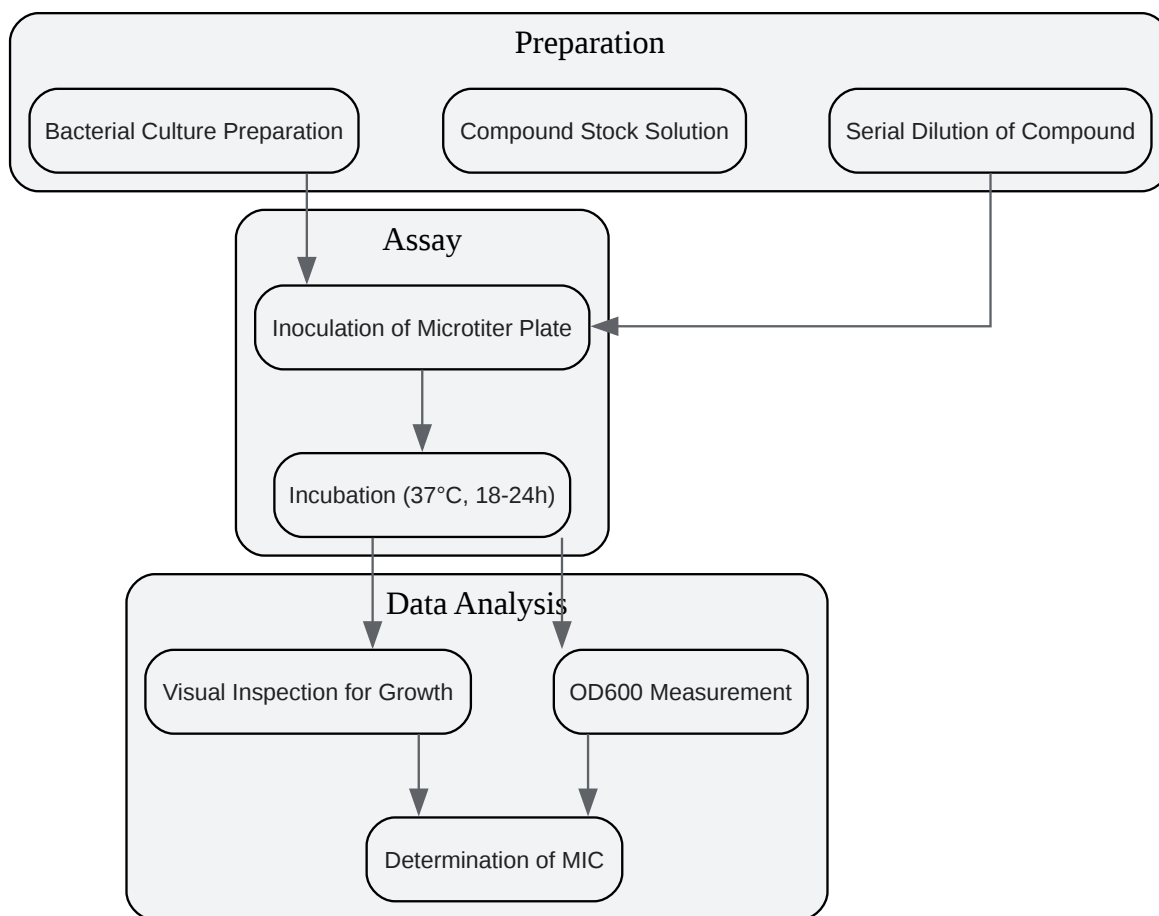 Preparation
Bacterial Culture Preparation
Compound Stock Solution
Serial Dilution of Compound
Assay
Inoculation of Microtiter Plate
Incubation (37°C, 18-24h)
Data Analysis
Visual Inspection for Growth
OD600 Measurement
Determination of MIC